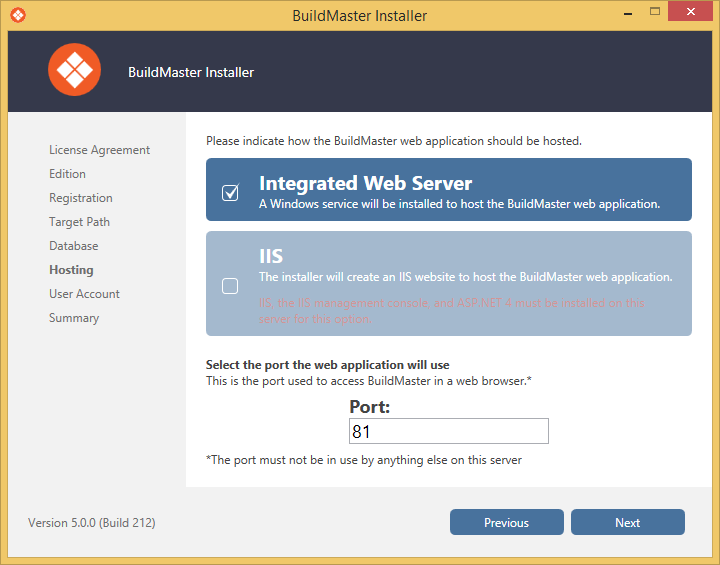 BuildMaster Installer
BuildMaster Installer
License Agreement
Edition
Registration
Target Path
Database
Hosting
User Account
Summary
Please indicate how the BuildMaster web application should be hosted.
Integrated Web Server
A Windows service will be installed to host the BuildMaster web application.
IIS
The installer will create an IIS website to host the BuildMaster web application.
IIS, the IIS management console, and ASP.NET 4 must be installed on this
server for this option.
Select the port the web application will use
This is the port used to access BuildMaster in a web browser.*
Port:
81
*The port must not be in use by anything else on this server
Version 5.0.0 (Build 212)
Previous
Next